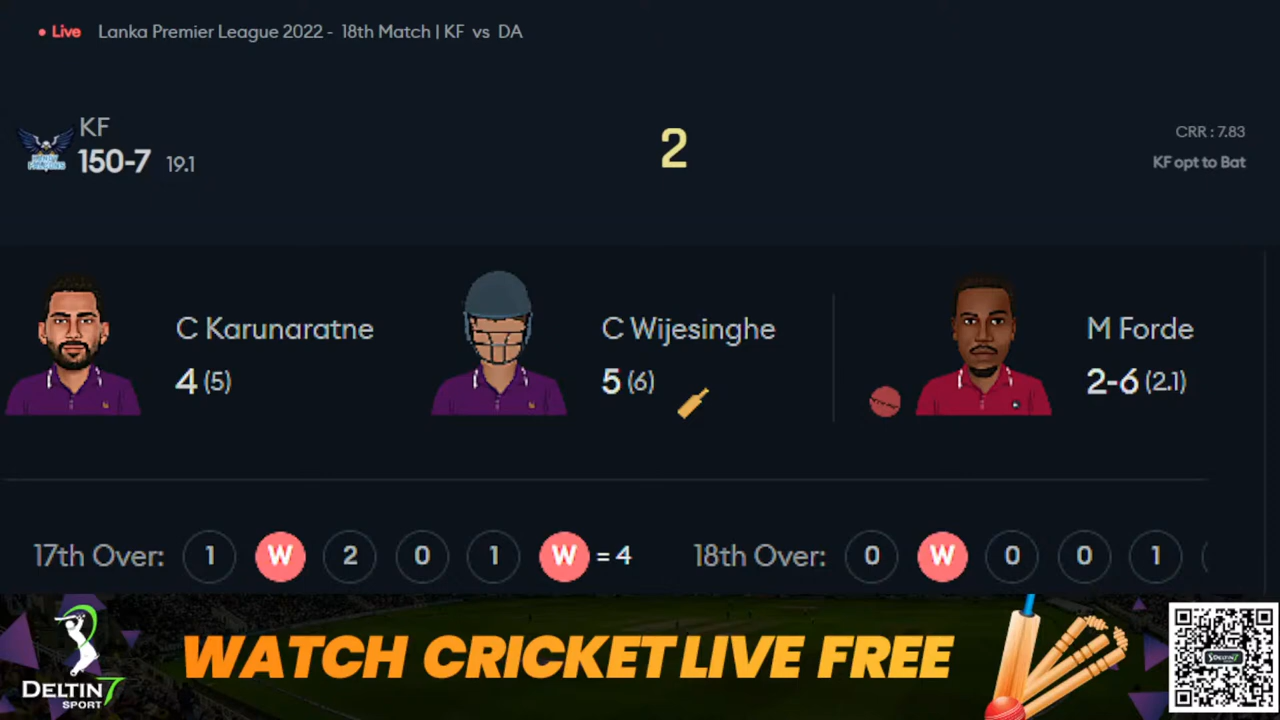 Live Lanka Premier League 2022 - 18th Match | KF vs DA
KF
150-7 19.1
2
CRR : 7.83
KF opt to Bat
C Karunaratne
4 (5)
C Wijesinghe
5 (6)
M Forde
2-6 (2.1)
17th Over: 1 W 2 0 1 W = 4
18th Over: 0 W 0 0 1
WATCH CRICKET LIVE FREE
DELTIN7
SPORT